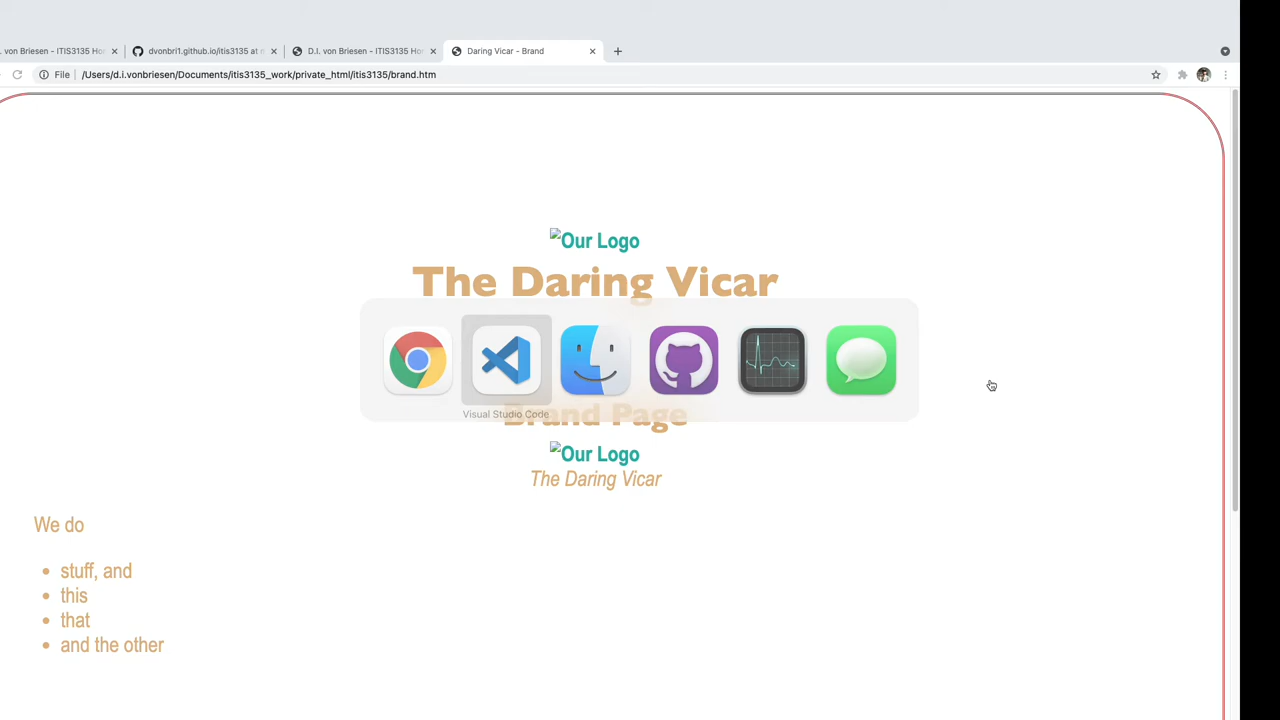 . von Briesen - ITIS3135 Hor
dvonbri1.github.io/itis3135 at m
D.I. von Briesen - ITIS3135 Ho
Daring Vicar - Brand
File
/Users/d.i.vonbriesen/Documents/itis3135_work/private_html/itis3135/brand.htm
Our Logo
The Daring Vicar
Visual Studio Code
Brand Page
Our Logo
The Daring Vicar
We do
stuff, and
this
that
and the other